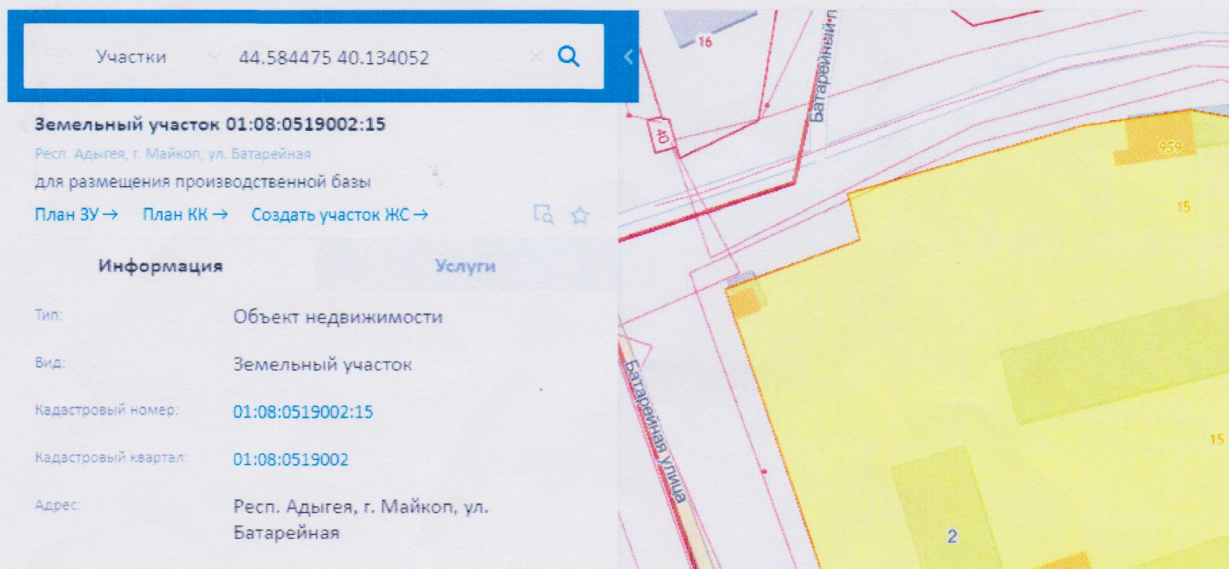 Участки 44.584475 40.134052
Земельный участок 01:08:0519002:15
Респ. Адыгея, г. Майкоп, ул. Батарейная
для размещения производственной базы
План ЗУ → План КК → Создать участок ЖС →
Информация Услуги
Тип: Объект недвижимости
Вид: Земельный участок
Кадастровый номер: 01:08:0519002:15
Кадастровый квартал: 01:08:0519002
Адрес: Респ. Адыгея, г. Майкоп, ул.
Батарейная
16
Батарейный п
40
959
15
Батарейная улица
15
2